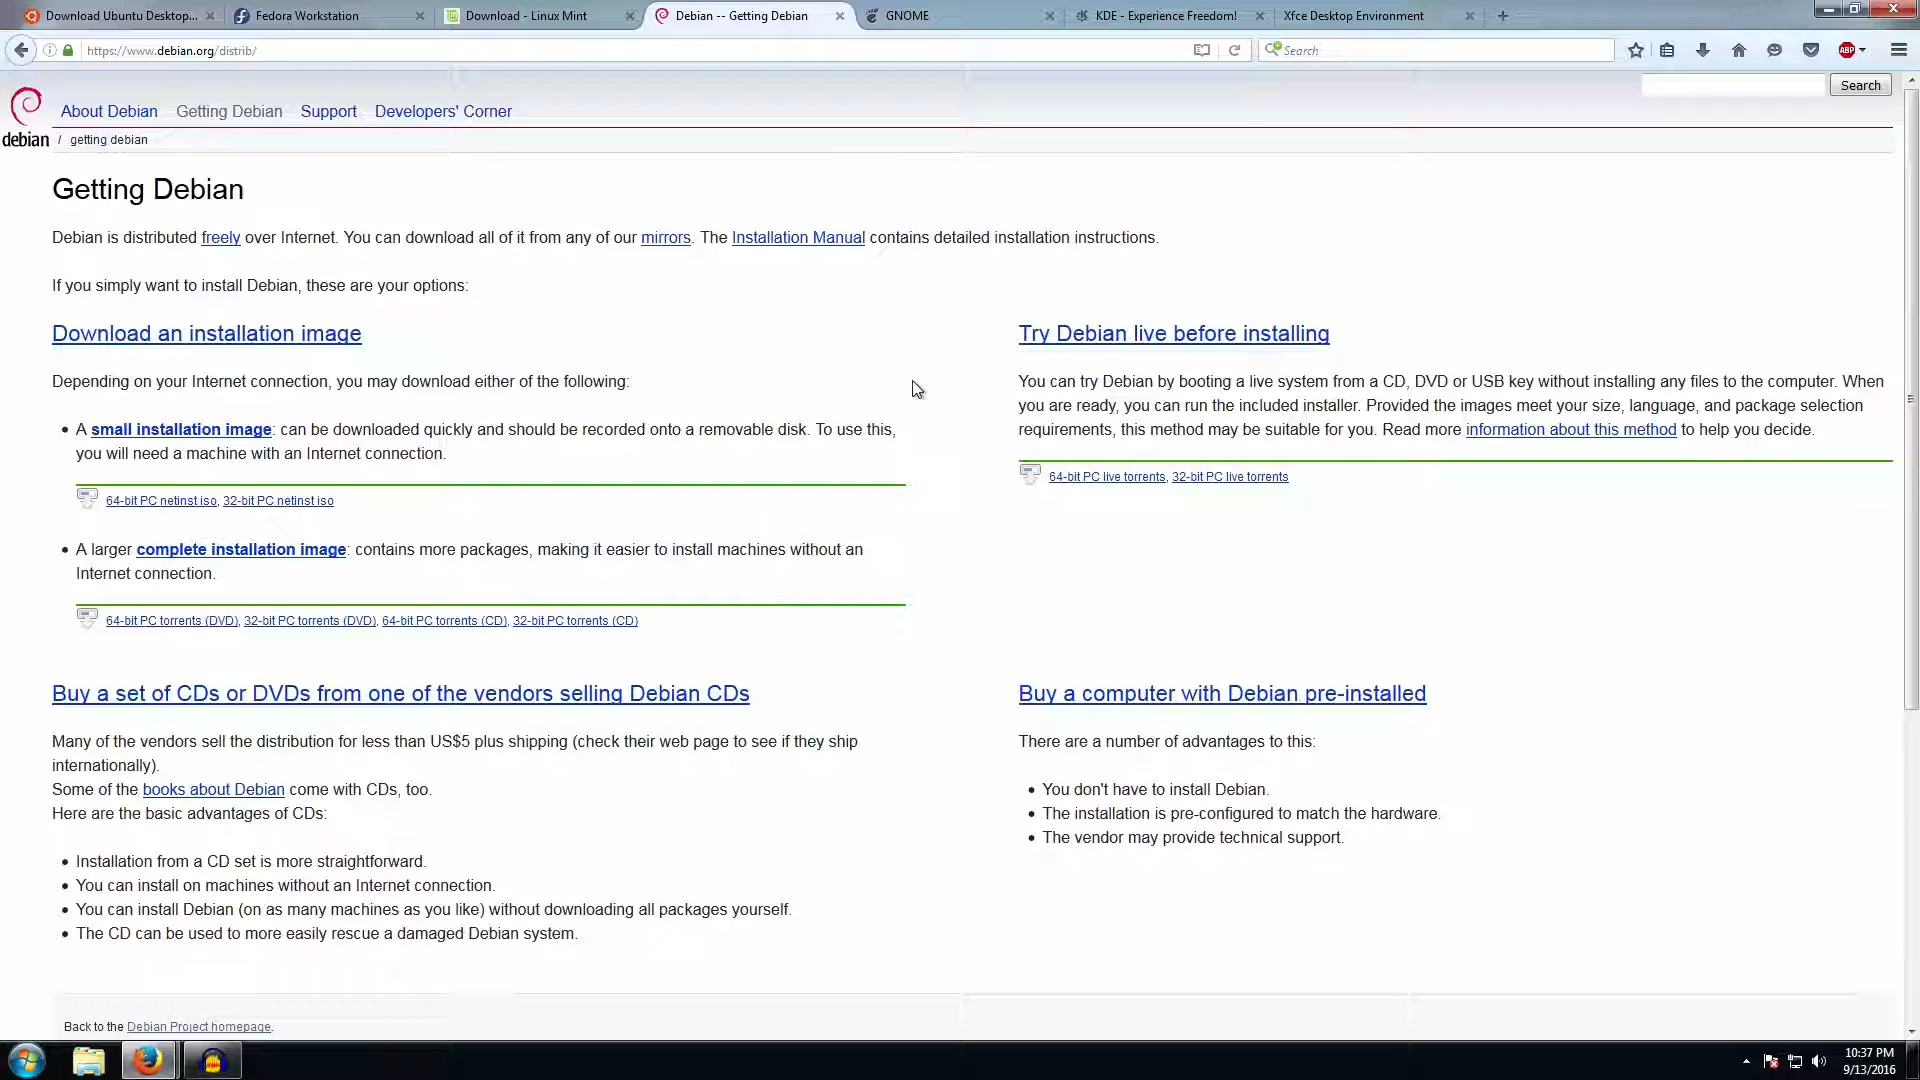 Download Ubuntu Desktop...
Fedora Workstation
Download - Linux Mint
Debian -- Getting Debian
GNOME
KDE - Experience Freedom!
Xfce Desktop Environment
https://www.debian.org/distrib/
Search
ABP
Search
debian
About Debian Getting Debian Support Developers' Corner
/ getting debian
Getting Debian
Debian is distributed freely over Internet. You can download all of it from any of our mirrors. The Installation Manual contains detailed installation instructions.
If you simply want to install Debian, these are your options:
Download an installation image
Depending on your Internet connection, you may download either of the following:
• A small installation image: can be downloaded quickly and should be recorded onto a removable disk. To use this,
you will need a machine with an Internet connection.
64-bit PC netinst iso, 32-bit PC netinst iso
• A larger complete installation image: contains more packages, making it easier to install machines without an
Internet connection.
64-bit PC torrents (DVD), 32-bit PC torrents (DVD), 64-bit PC torrents (CD), 32-bit PC torrents (CD)
Try Debian live before installing
You can try Debian by booting a live system from a CD, DVD or USB key without installing any files to the computer. When
you are ready, you can run the included installer. Provided the images meet your size, language, and package selection
requirements, this method may be suitable for you. Read more information about this method to help you decide.
64-bit PC live torrents, 32-bit PC live torrents
Buy a set of CDs or DVDs from one of the vendors selling Debian CDs
Many of the vendors sell the distribution for less than US$5 plus shipping (check their web page to see if they ship
internationally).
Some of the books about Debian come with CDs, too.
Here are the basic advantages of CDs:
• Installation from a CD set is more straightforward.
• You can install on machines without an Internet connection.
• You can install Debian (on as many machines as you like) without downloading all packages yourself.
• The CD can be used to more easily rescue a damaged Debian system.
Buy a computer with Debian pre-installed
There are a number of advantages to this:
• You don't have to install Debian.
• The installation is pre-configured to match the hardware.
• The vendor may provide technical support.
Back to the Debian Project homepage.
10:37 PM
9/13/2016